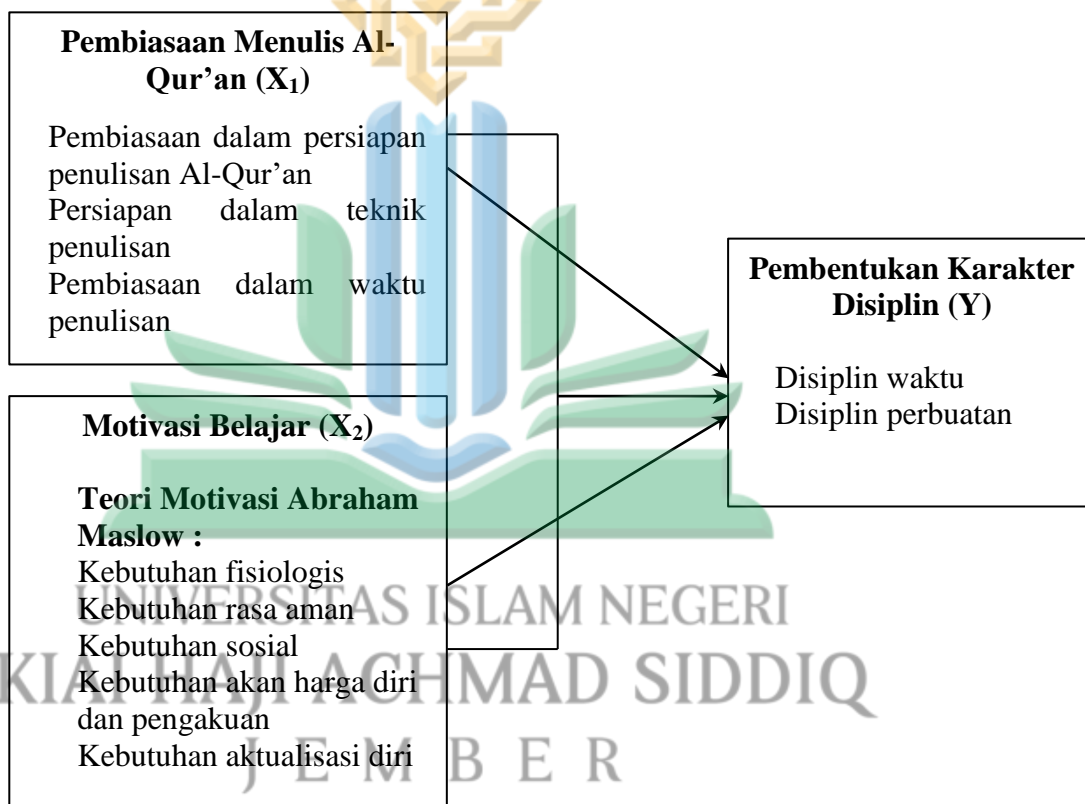 Pembiasaan Menulis Al-
Qur’an (X₁)
Pembiasaan dalam persiapan
penulisan Al-Qur’an
Persiapan dalam teknik
penulisan
Pembiasaan dalam waktu
penulisan
Motivasi Belajar (X₂)
Teori Motivasi Abraham
Maslow :
Kebutuhan fisiologis
Kebutuhan rasa aman
Kebutuhan sosial
Kebutuhan akan harga diri
dan pengakuan
Kebutuhan aktualisasi diri
Pembentukan Karakter
Disiplin (Y)
Disiplin waktu
Disiplin perbuatan
UNIVERSITAS ISLAM NEGERI
KIAI HAJI ACHMAD SIDDIQ
JEMBER